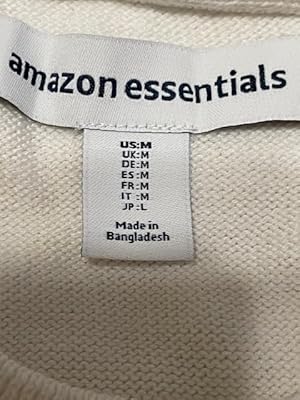 amazon essentials
US:M
UK:M
DE:M
ES:M
FR:M
IT :M
JP:L
Made in
Bangladesh